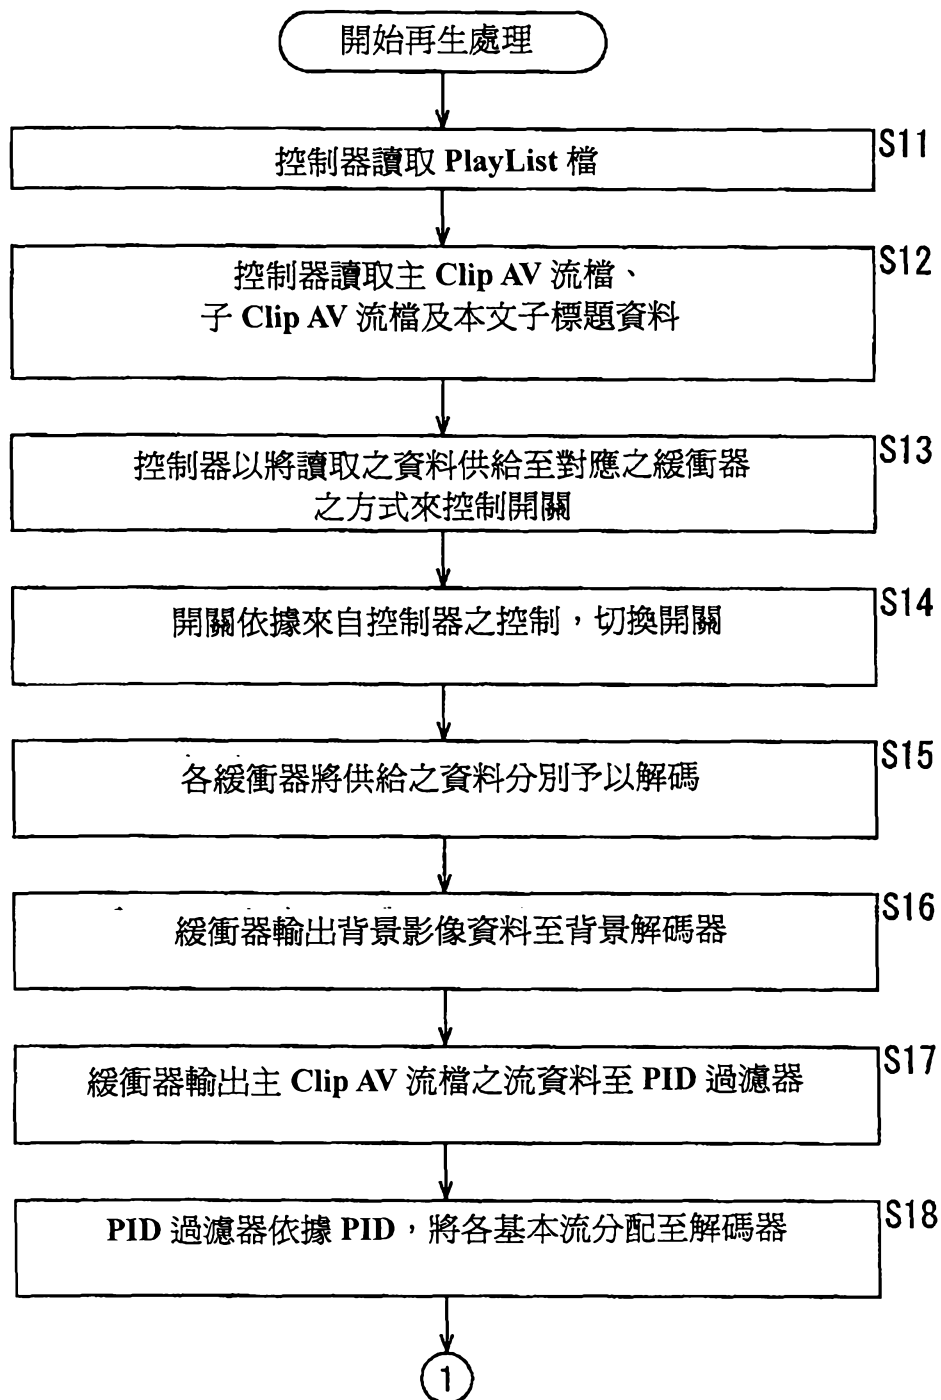 開始再生處理
S11
控制器讀取 PlayList 檔
S12
控制器讀取主 Clip AV 流檔、
子 Clip AV 流檔及本文子標題資料
S13
控制器以將讀取之資料供給至對應之緩衝器
之方式來控制開關
S14
開關依據來自控制器之控制，切換開關
S15
各緩衝器將供給之資料分別予以解碼
S16
緩衝器輸出背景影像資料至背景解碼器
S17
緩衝器輸出主 Clip AV 流檔之流資料至 PID 過濾器
S18
PID 過濾器依據 PID，將各基本流分配至解碼器
1